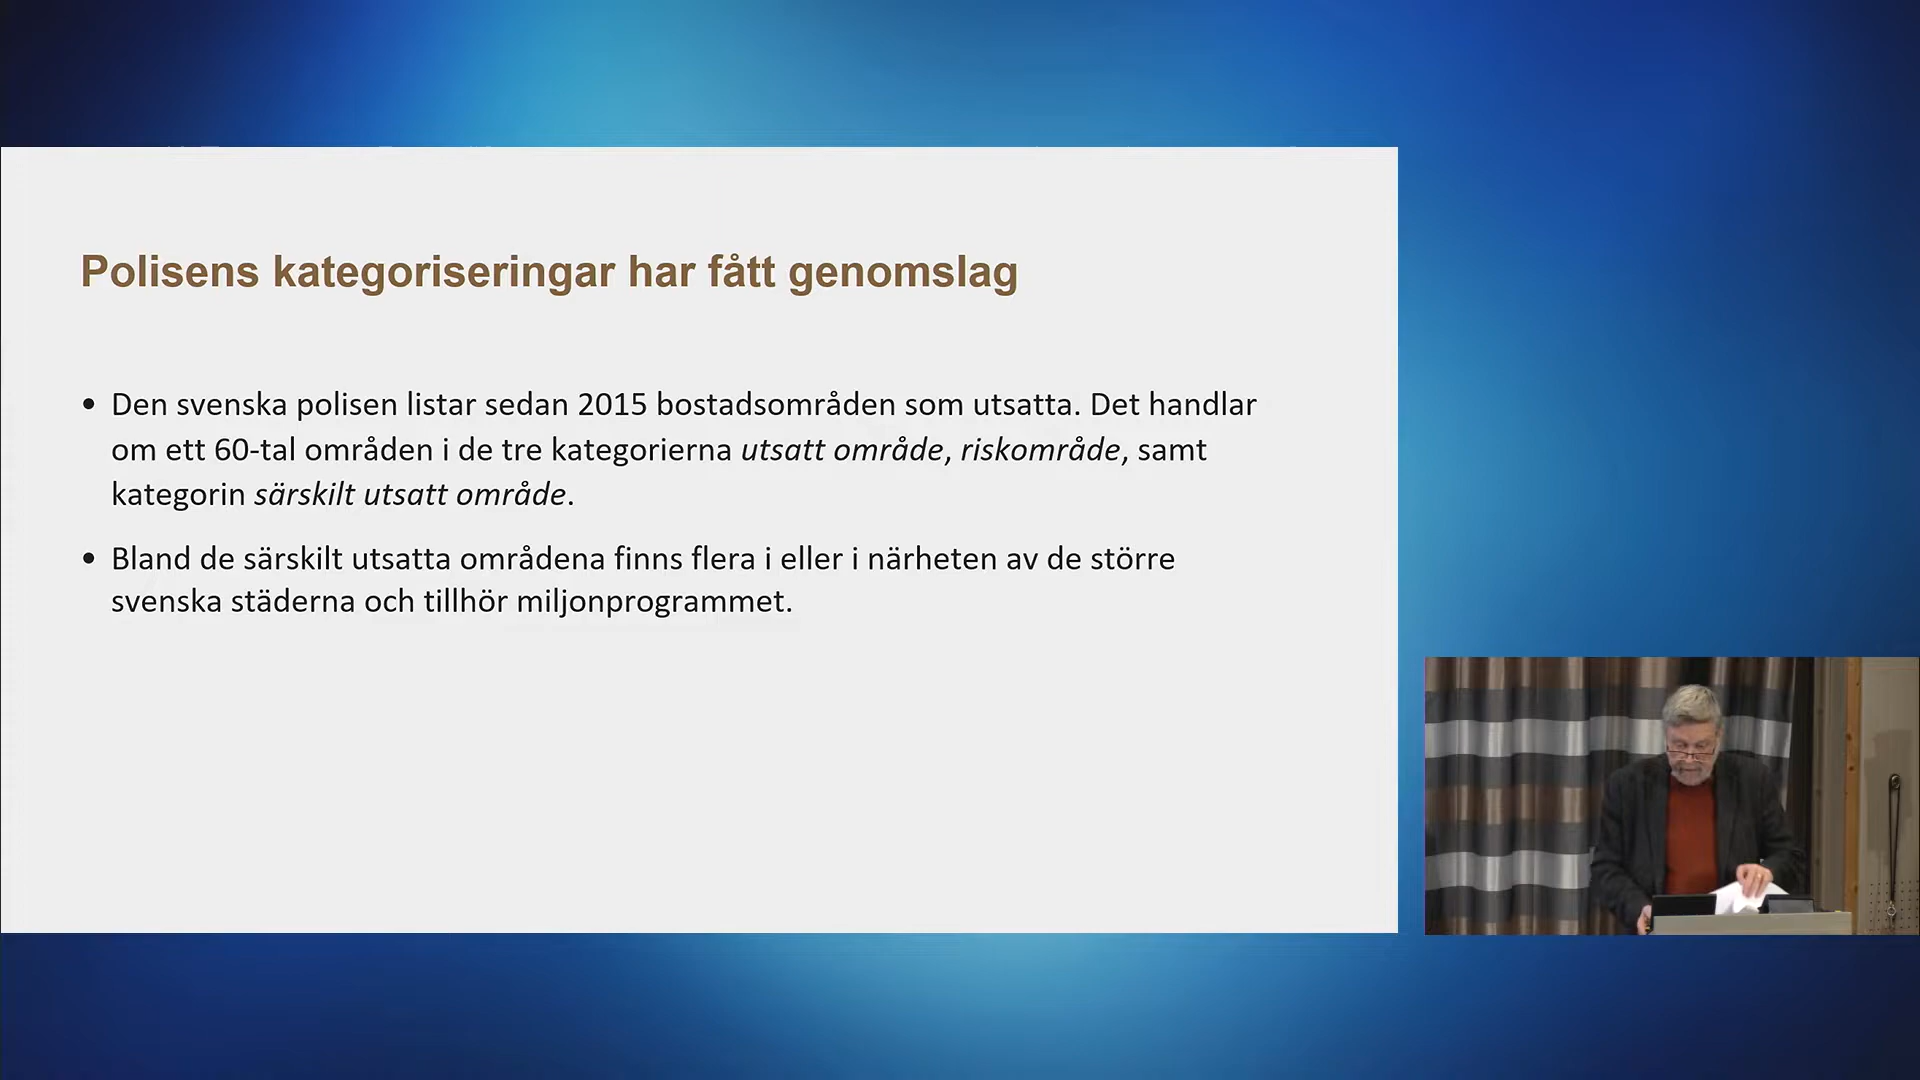 Polisens kategoriseringar har fått genomslag
• Den svenska polisen listar sedan 2015 bostadsområden som utsatta. Det handlar
om ett 60-tal områden i de tre kategorierna utsatt område, riskområde, samt
kategorin särskilt utsatt område.
• Bland de särskilt utsatta områdena finns flera i eller i närheten av de större
svenska städerna och tillhör miljonprogrammet.